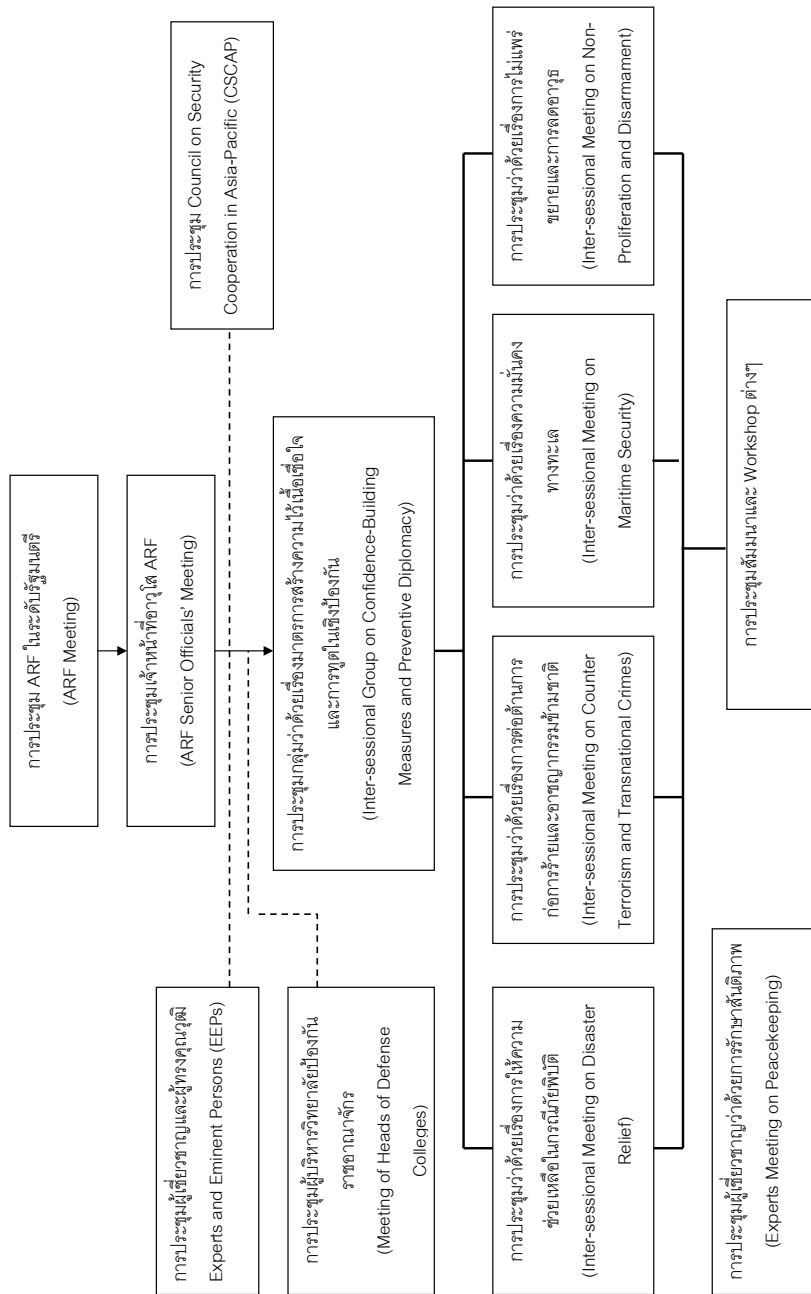 การประชุม ARF ในระดับรัฐมนตรี
(ARF Meeting)
การประชุมเจ้าหน้าที่อาวุโส ARF
(ARF Senior Officials' Meeting)
การประชุมผู้เชี่ยวชาญและผู้ทรงคุณวุฒิ
Experts and Eminent Persons (EEPs)
การประชุม Council on Security
Cooperation in Asia-Pacific (CSCAP)
การประชุมผู้บริหารวิทยาลัยป้องกัน
ราชอาณาจักร
(Meeting of Heads of Defense
Colleges)
การประชุมกลุ่มว่าด้วยเรื่องมาตรการสร้างความไว้เนื้อเชื่อใจ
และการทูตในเชิงป้องกัน
(Inter-sessional Group on Confidence-Building
Measures and Preventive Diplomacy)
การประชุมว่าด้วยเรื่องการให้ความ
ช่วยเหลือในกรณีภัยพิบัติ
(Inter-sessional Meeting on Disaster
Relief)
การประชุมว่าด้วยเรื่องการต่อต้านการ
ก่อการร้ายและอาชญากรรมข้ามชาติ
(Inter-sessional Meeting on Counter
Terrorism and Transnational Crimes)
การประชุมว่าด้วยเรื่องความมั่นคง
ทางทะเล
(Inter-sessional Meeting on
Maritime Security)
การประชุมว่าด้วยเรื่องการไม่แพร่
ขยายและการลดอาวุธ
(Inter-sessional Meeting on Non-
Proliferation and Disarmament)
การประชุมผู้เชี่ยวชาญว่าด้วยการรักษาสันติภาพ
(Experts Meeting on Peacekeeping)
การประชุมสัมมนาและ Workshop ต่างๆ